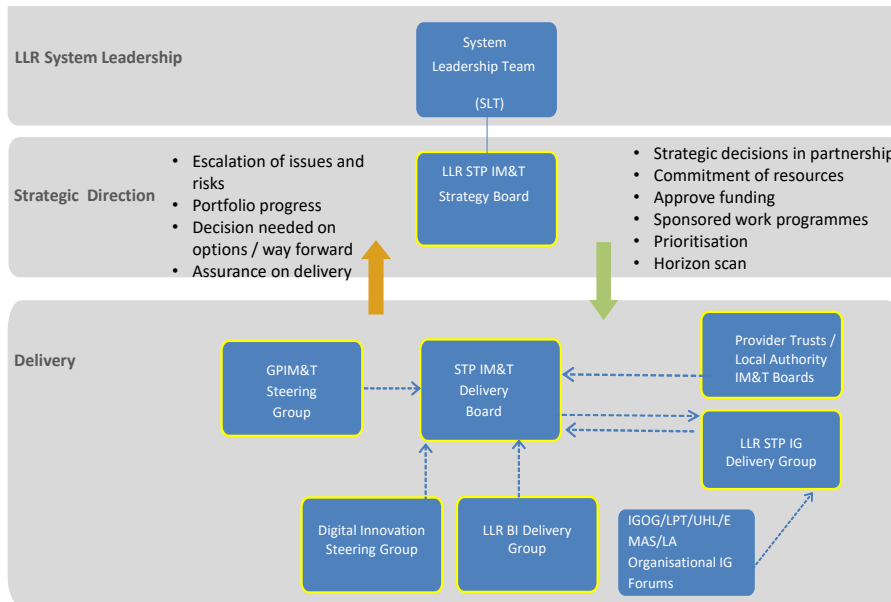 LLR System Leadership
System
Leadership Team
(SLT)
Strategic Direction
• Escalation of issues and
risks
• Portfolio progress
• Decision needed on
options / way forward
• Assurance on delivery
LLR STP IM&T
Strategy Board
• Strategic decisions in partnership
• Commitment of resources
• Approve funding
• Sponsored work programmes
• Prioritisation
• Horizon scan
Delivery
GPIM&T
Steering
Group
STP IM&T
Delivery
Board
Provider Trusts /
Local Authority
IM&T Boards
LLR STP IG
Delivery Group
Digital Innovation
Steering Group
LLR BI Delivery
Group
IGOG/LPT/UHL/E
MAS/LA
Organisational IG
Forums